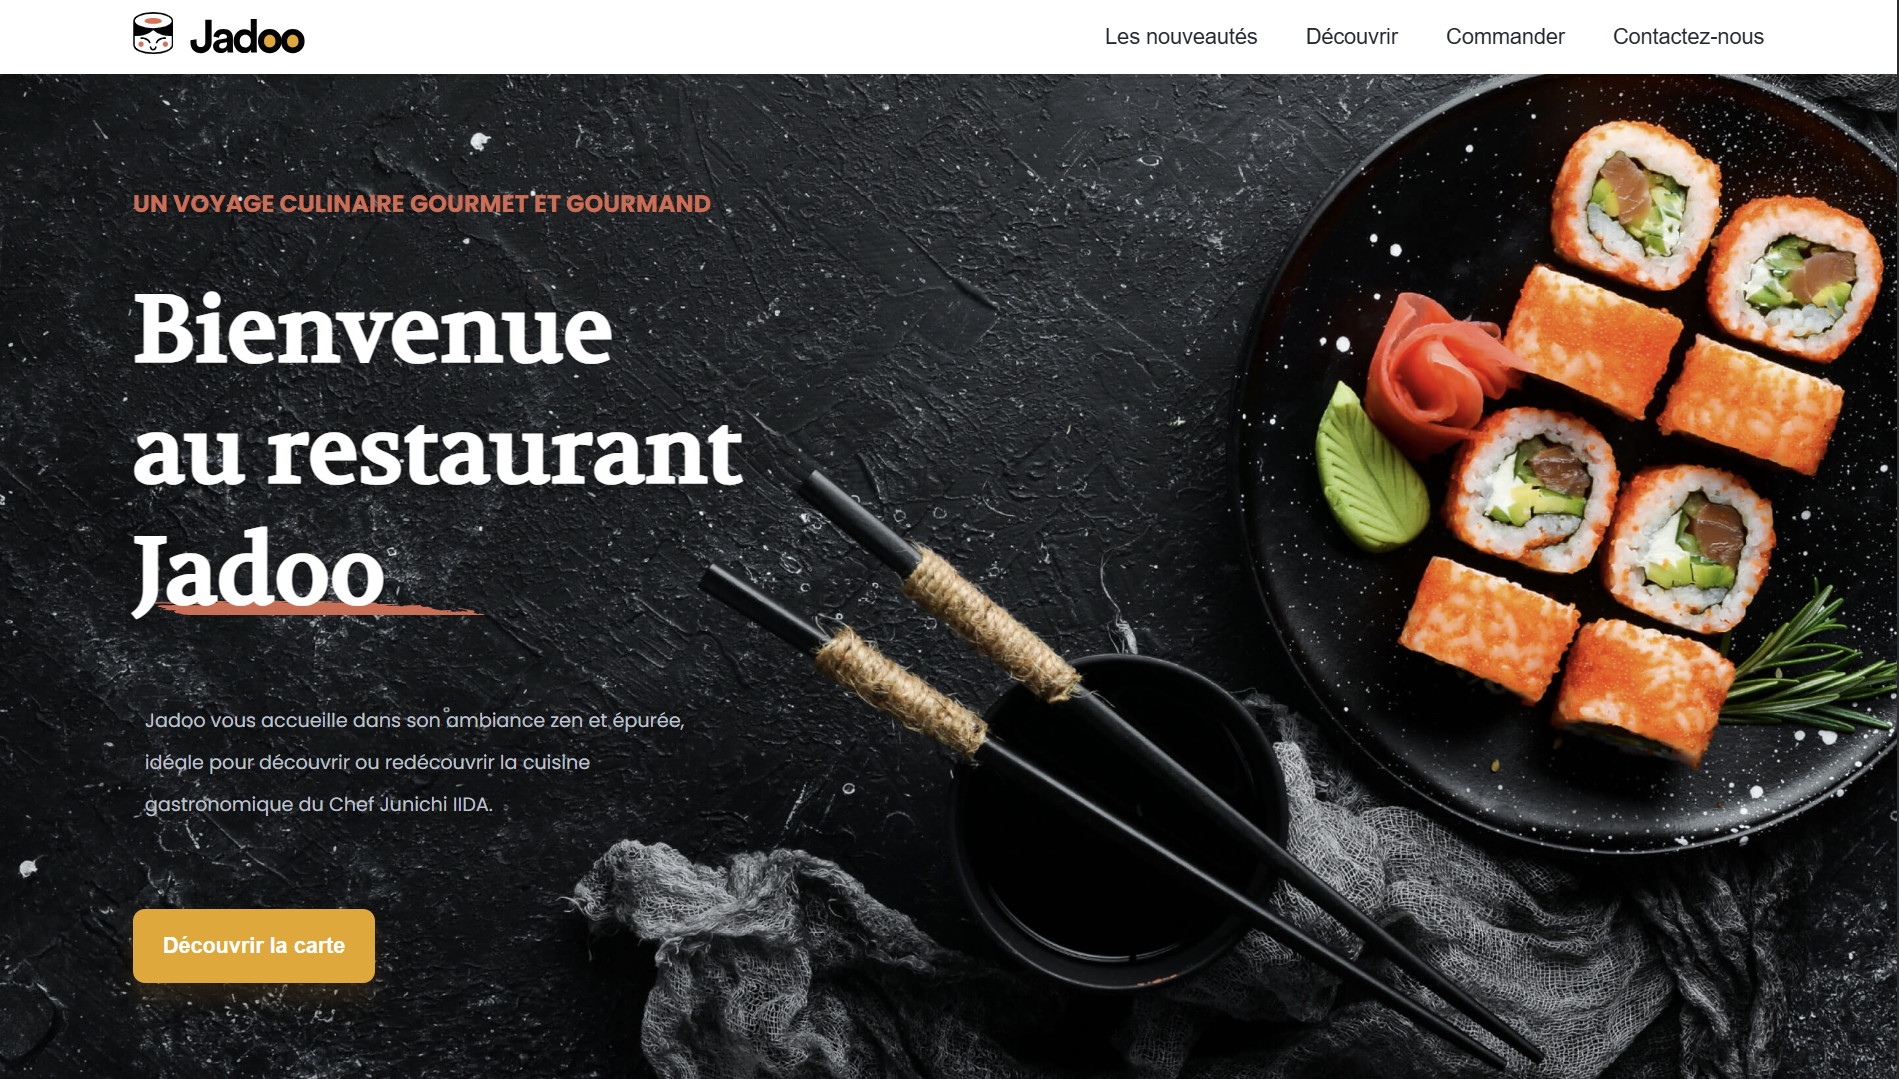 Jadoo
Les nouveautés
Découvrir
Commander
Contactez-nous
UN VOYAGE CULINAIRE GOURMET ET GOURMAND
Bienvenue
au restaurant
Jadoo
Jadoo vous accueille dans son ambiance zen et épurée,
idéale pour découvrir ou redécouvrir la cuisine
gastronomique du Chef Junichi IIDA.
Découvrir la carte